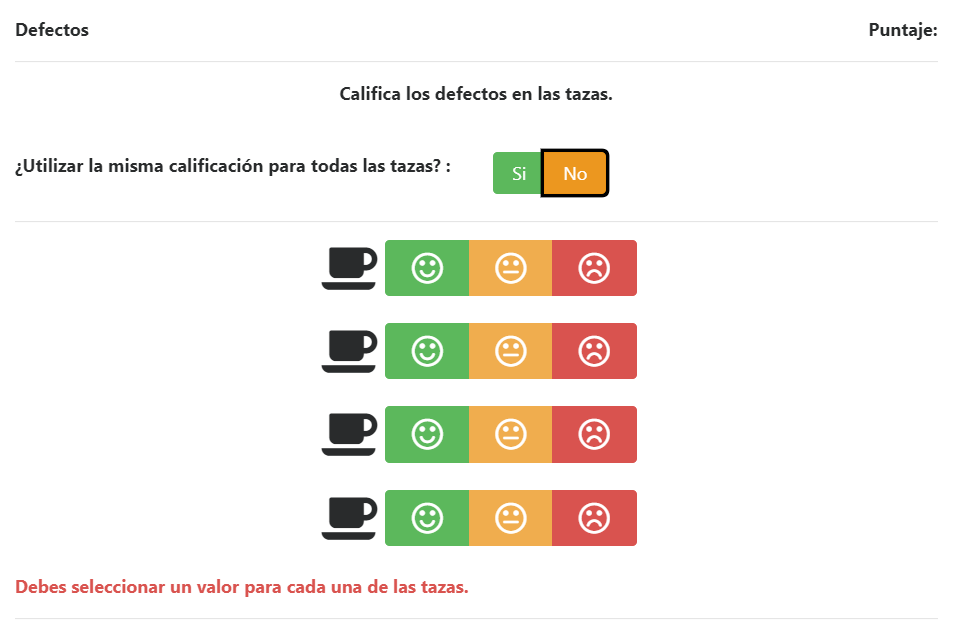 Defectos
Puntaje:
Califica los defectos en las tazas.
¿Utilizar la misma calificación para todas las tazas? :
Si
No
Debes seleccionar un valor para cada una de las tazas.